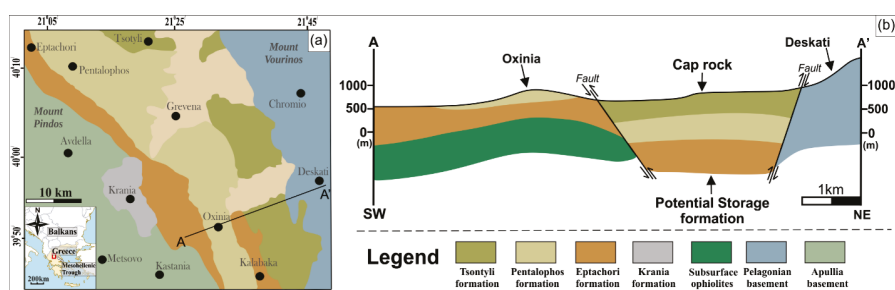 21°05' 21°25' 21°45'
(a)
Tsotyli
Mount
Vourinos
Eptachori
40°10'
Pentalophos
Chromio
Grevena
Mount
Pindos
Avdella
40°00'
Deskati
A'
10 km
Krania
Oxinia
A
N
Balkans
39°50'
Greece
Metsovo
Kalabaka
Mesohellenic
Trough
Kastania
200km
(b)
A
A'
Oxinia
Deskati
Fault
Cap rock
Fault
1000
500
0
(m)
1000
500
0
(m)
1km
Potential Storage
formation
SW
NE
Legend
Tsontyli
formation
Pentalophos
formation
Eptachori
formation
Krania
formation
Subsurface
ophiolites
Pelagonian
basement
Apullia
basement